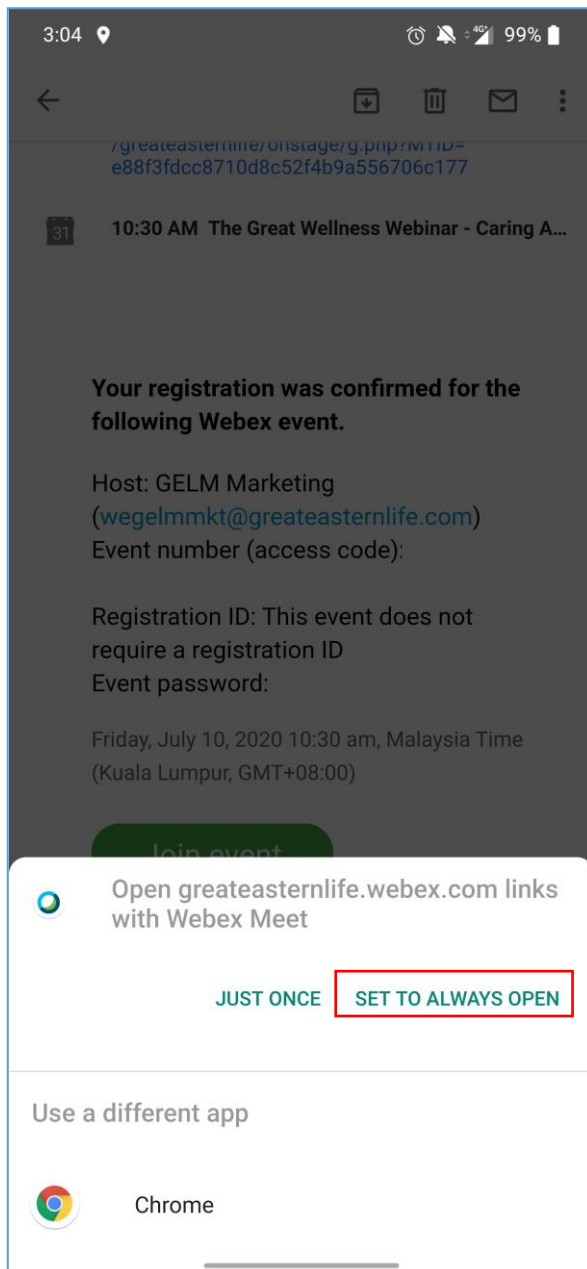 3:04
4G+
99%
/greateasternlife/onstage/g.php?MTID=
e88f3fdcc8710d8c52f4b9a556706c177
31
10:30 AM The Great Wellness Webinar - Caring A...
Your registration was confirmed for the
following Webex event.
Host: GELM Marketing
(wegelmmkt@greateasternlife.com)
Event number (access code):
Registration ID: This event does not
require a registration ID
Event password:
Friday, July 10, 2020 10:30 am, Malaysia Time
(Kuala Lumpur, GMT+08:00)
Join event
Open greateasternlife.webex.com links
with Webex Meet
JUST ONCE SET TO ALWAYS OPEN
Use a different app
Chrome